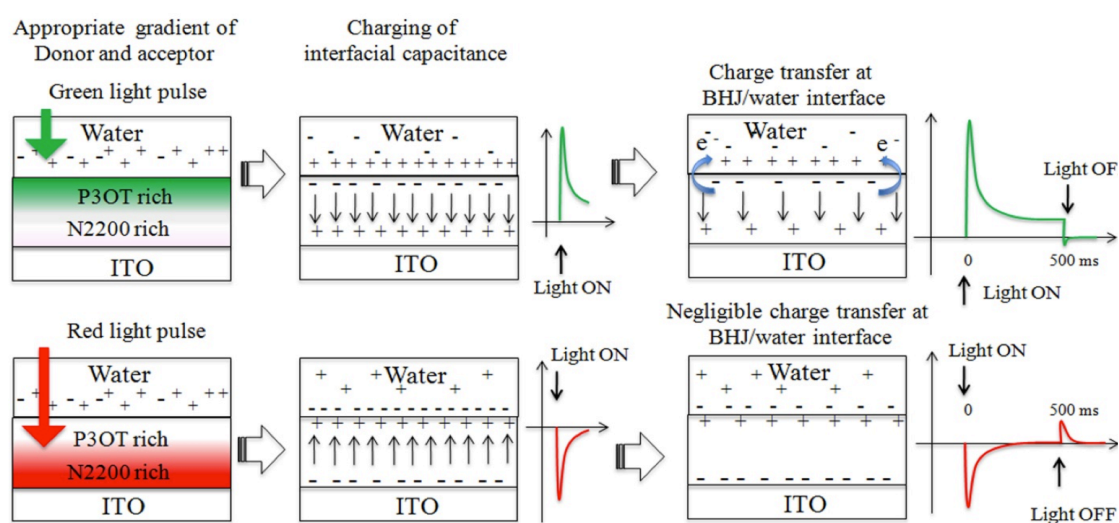 Appropriate gradient of
Donor and acceptor
Green light pulse
Water
- + - + - + - + ++
P3OT rich
N2200 rich
ITO
Charging of
interfacial capacitance
Water
- - - - - - - -
+ + + + + + + + + + + + +
- - - - - - - - - - -
+ + + + + + + + + + +
ITO
Light ON
Charge transfer at
BHJ/water interface
Water
e-
e-
+ + + + + +
- - - - - -
+ + + + + +
ITO
Light OF
0
500 ms
Light ON
Red light pulse
Water
- + - + - + - + ++
P3OT rich
N2200 rich
ITO
Water
+ + + + + +
- - - - - - - - - - - -
+ + + + + + + + + + + +
- - - - - - - -
ITO
Light ON
Negligible charge transfer at
BHJ/water interface
Water
+ + + + + +
- - - - - - - -
+ + + + + + + +
- - - - - - - -
ITO
Light ON
0
500 ms
Light OFF